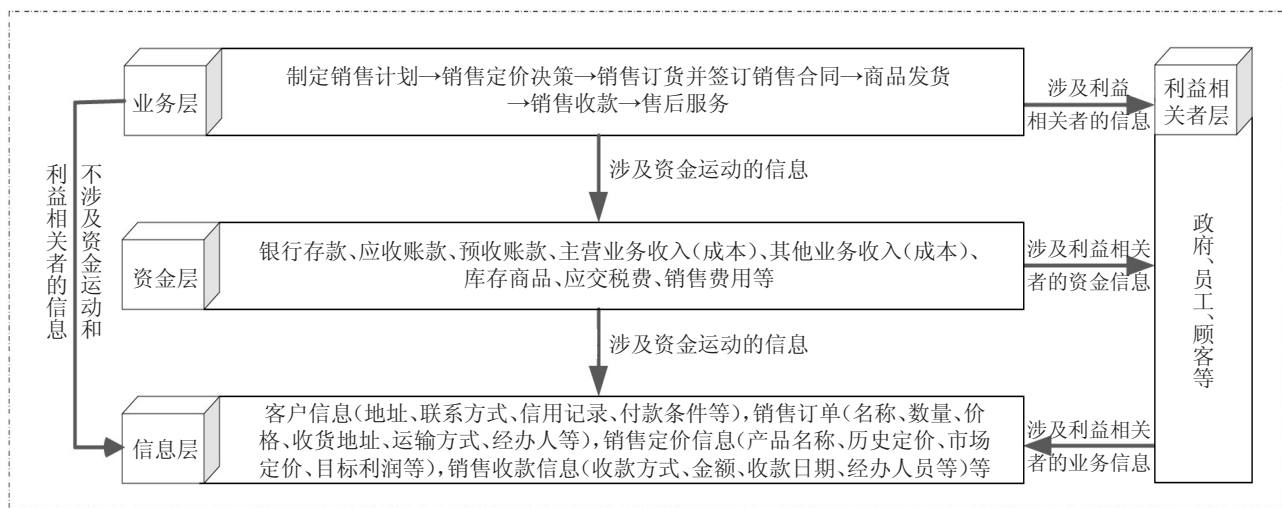 业务层
制定销售计划→销售定价决策→销售订货并签订销售合同→商品发货
→销售收款→售后服务
涉及利益
相关者的信息
利益相
关者层
不涉及资金运动和
利益相关者的信息
涉及资金运动的信息
资金层
银行存款、应收账款、预收账款、主营业务收入(成本)、其他业务收入(成本)、
库存商品、应交税费、销售费用等
涉及利益相关
者的资金信息
政府、员工、顾客等
涉及资金运动的信息
信息层
客户信息(地址、联系方式、信用记录、付款条件等),销售订单(名称、数量、价
格、收货地址、运输方式、经办人等),销售定价信息(产品名称、历史定价、市场
定价、目标利润等),销售收款信息(收款方式、金额、收款日期、经办人员等)等
涉及利益相关
者的业务信息